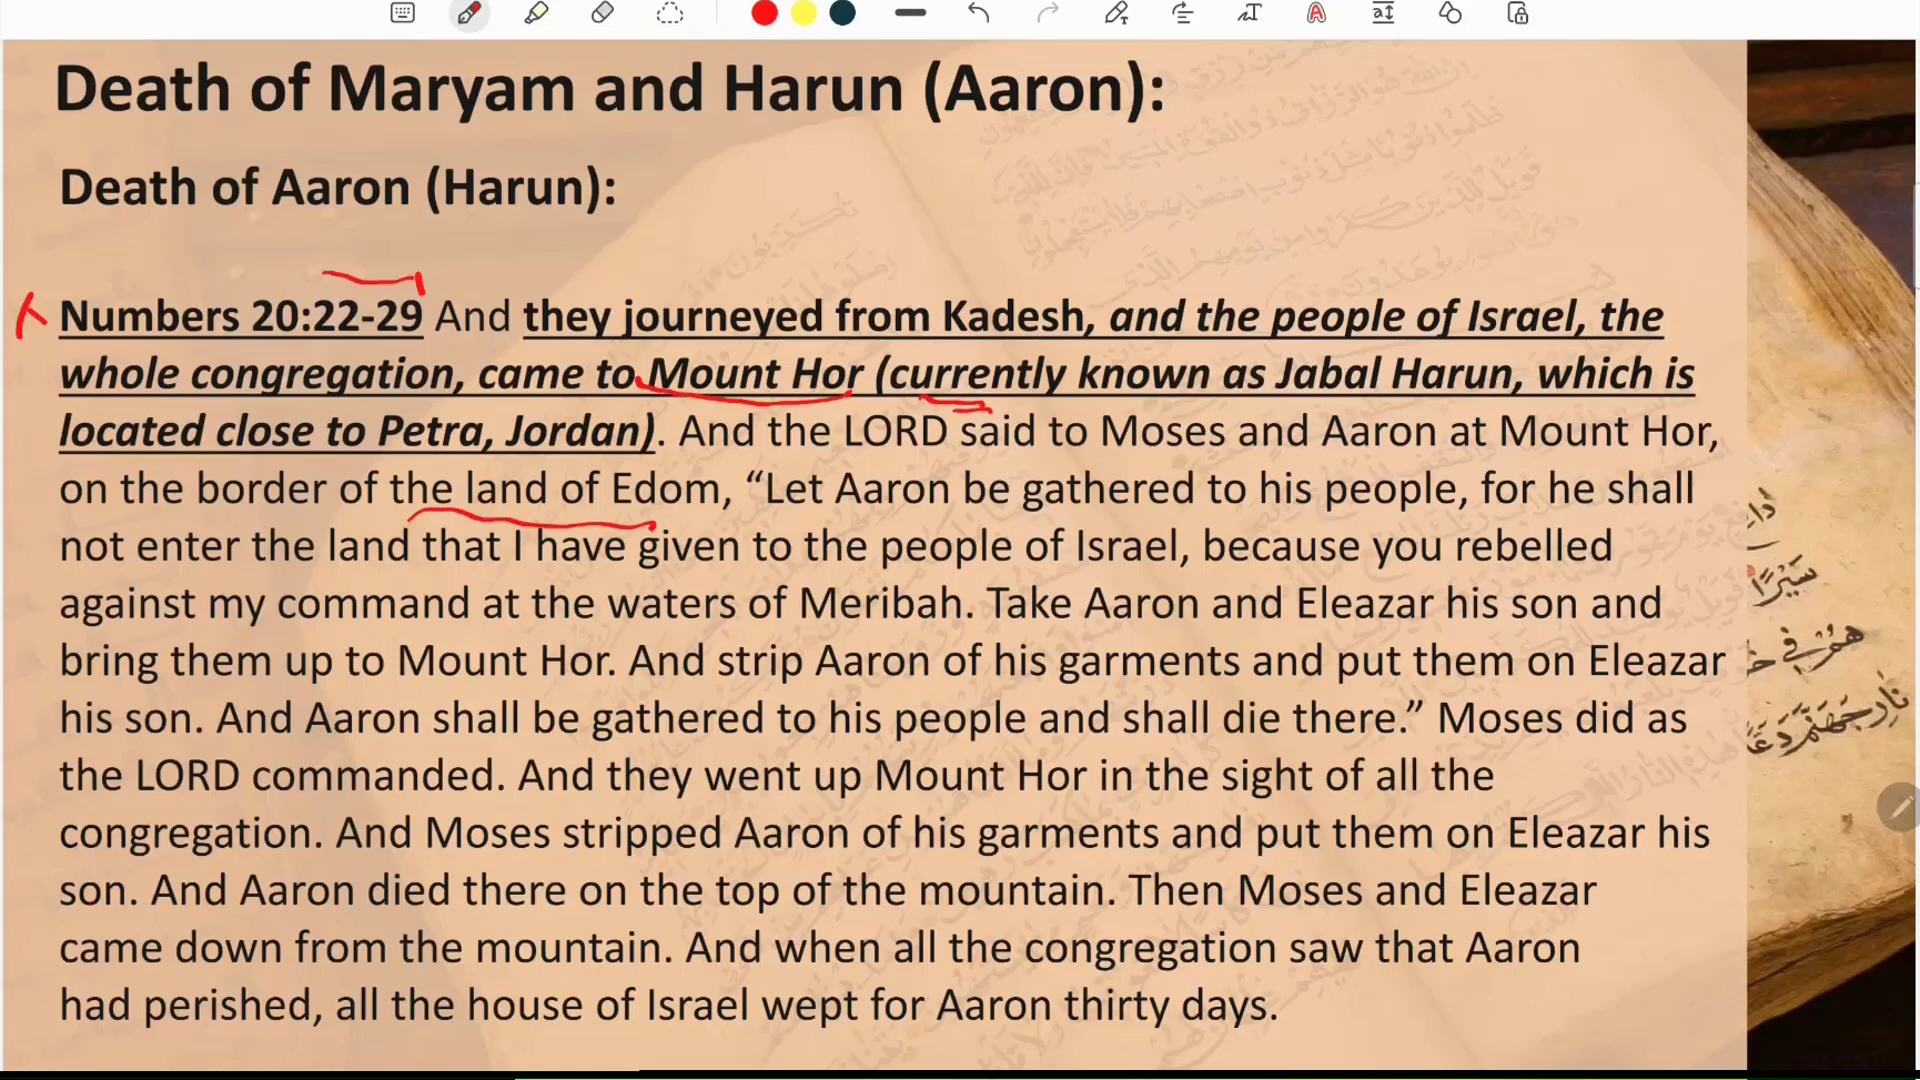 Death of Maryam and Harun (Aaron):
Death of Aaron (Harun):
Numbers 20:22-29 And they journeyed from Kadesh, and the people of Israel, the
whole congregation, came to Mount Hor (currently known as Jabal Harun, which is
located close to Petra, Jordan). And the LORD said to Moses and Aaron at Mount Hor,
on the border of the land of Edom, “Let Aaron be gathered to his people, for he shall
not enter the land that I have given to the people of Israel, because you rebelled
against my command at the waters of Meribah. Take Aaron and Eleazar his son and
bring them up to Mount Hor. And strip Aaron of his garments and put them on Eleazar
his son. And Aaron shall be gathered to his people and shall die there.” Moses did as
the LORD commanded. And they went up Mount Hor in the sight of all the
congregation. And Moses stripped Aaron of his garments and put them on Eleazar his
son. And Aaron died there on the top of the mountain. Then Moses and Eleazar
came down from the mountain. And when all the congregation saw that Aaron
had perished, all the house of Israel wept for Aaron thirty days.